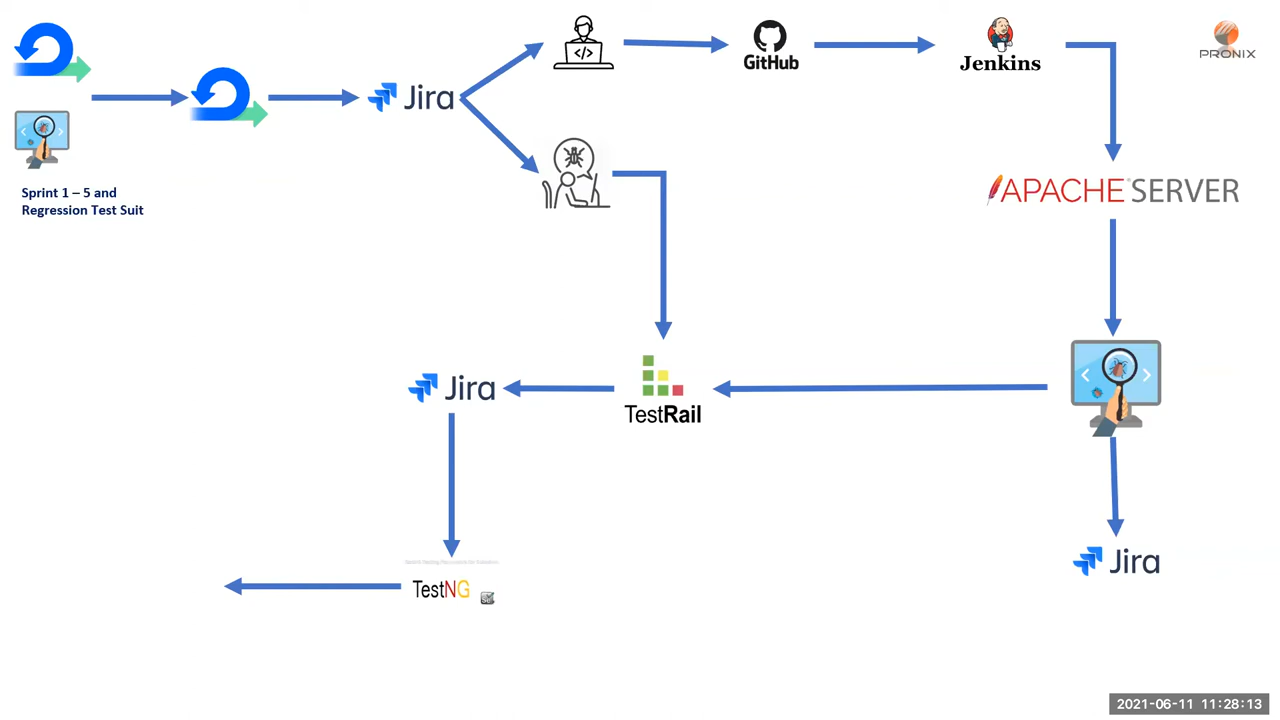 GitHub
Jenkins
PRONIX
Jira
</>
Sprint 1 – 5 and
Regression Test Suit
APACHE SERVER
Jira
TestRail
Jira
TestNG
2021-06-11 11:28:13